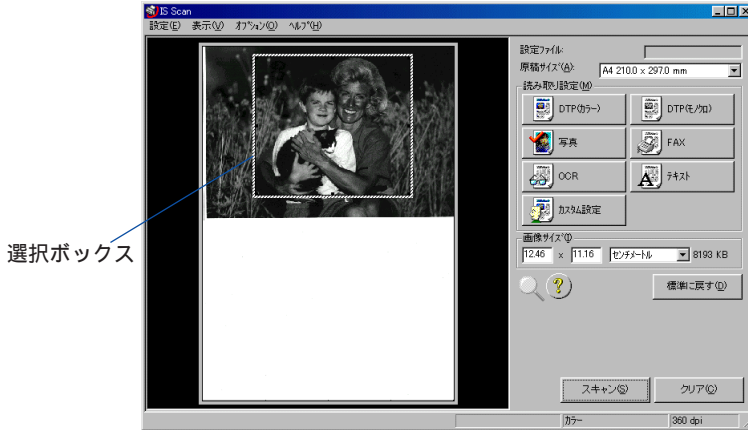 IS Scan
設定(E) 表示(V) オプション(O) ヘルプ(H)
設定ファイル:
原稿サイズ(A): A4 210.0 x 297.0 mm
読み取り設定(M)
DTP(カラー) DTP(モノクロ)
写真 FAX
OCR テキスト
カスタム設定
画像サイズ(I)
12.46 x 11.16 センチメートル 8193 KB
標準に戻す(D)
スキャン(S) クリア(C)
カラー 360 dpi
選択ボックス